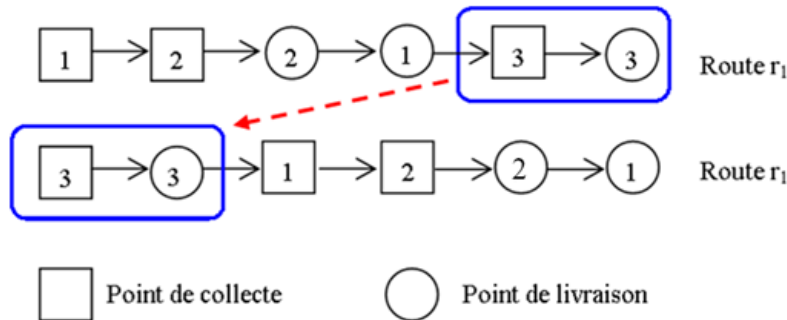 1 2 2 1 3 3 Route r₁
3 3 1 2 2 1 Route r₁
Point de collecte Point de livraison